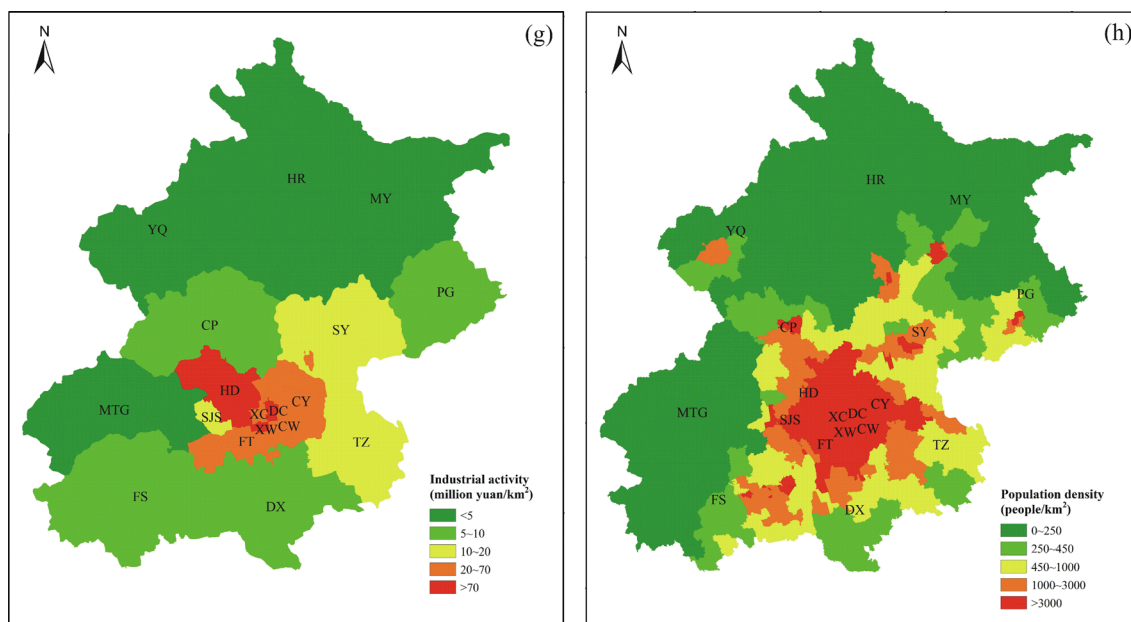 N
(g)
HR
MY
YQ
PG
CP
SY
HD
MTG
SJS
XC DC
CY
XW CW
FT
TZ
FS
DX
Industrial activity
(million yuan/km²)
<5
5~10
10~20
20~70
>70
N
(h)
HR
MY
YQ
PG
CP
SY
HD
MTG
SJS
XC DC
CY
XW CW
FT
TZ
FS
DX
Population density
(people/km²)
0~250
250~450
450~1000
1000~3000
>3000